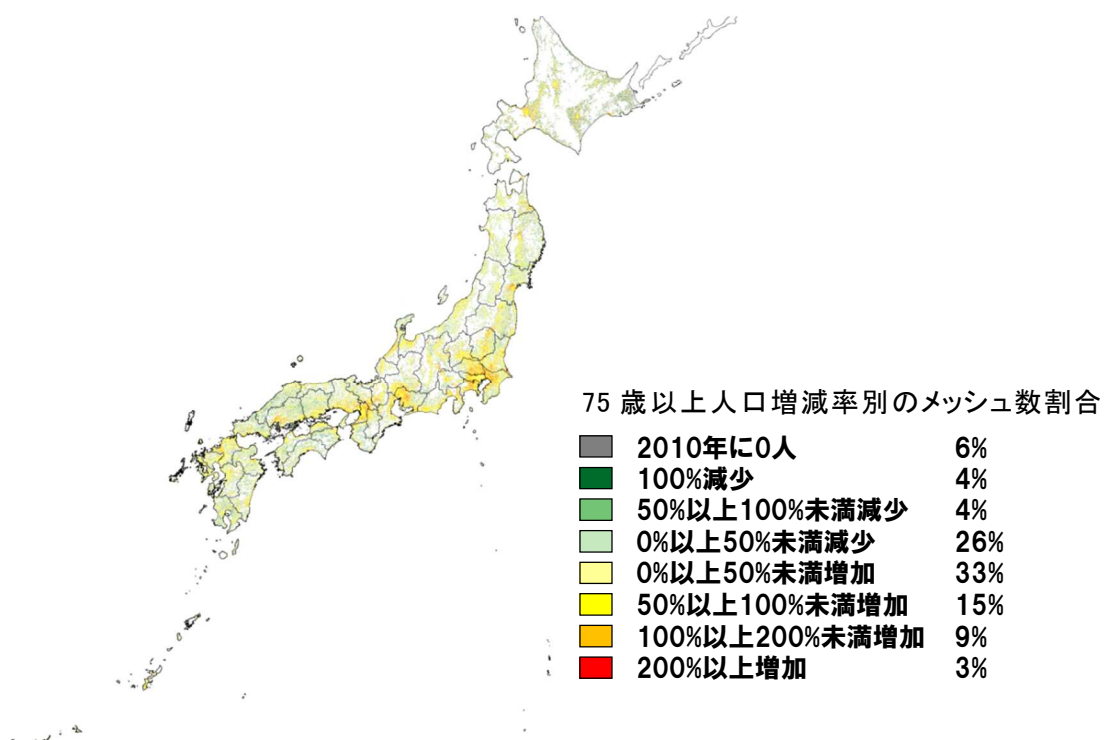 75歳以上人口増減率別のメッシュ数割合
2010年に0人 6%
100%減少 4%
50%以上100%未満減少 4%
0%以上50%未満減少 26%
0%以上50%未満増加 33%
50%以上100%未満増加 15%
100%以上200%未満増加 9%
200%以上増加 3%